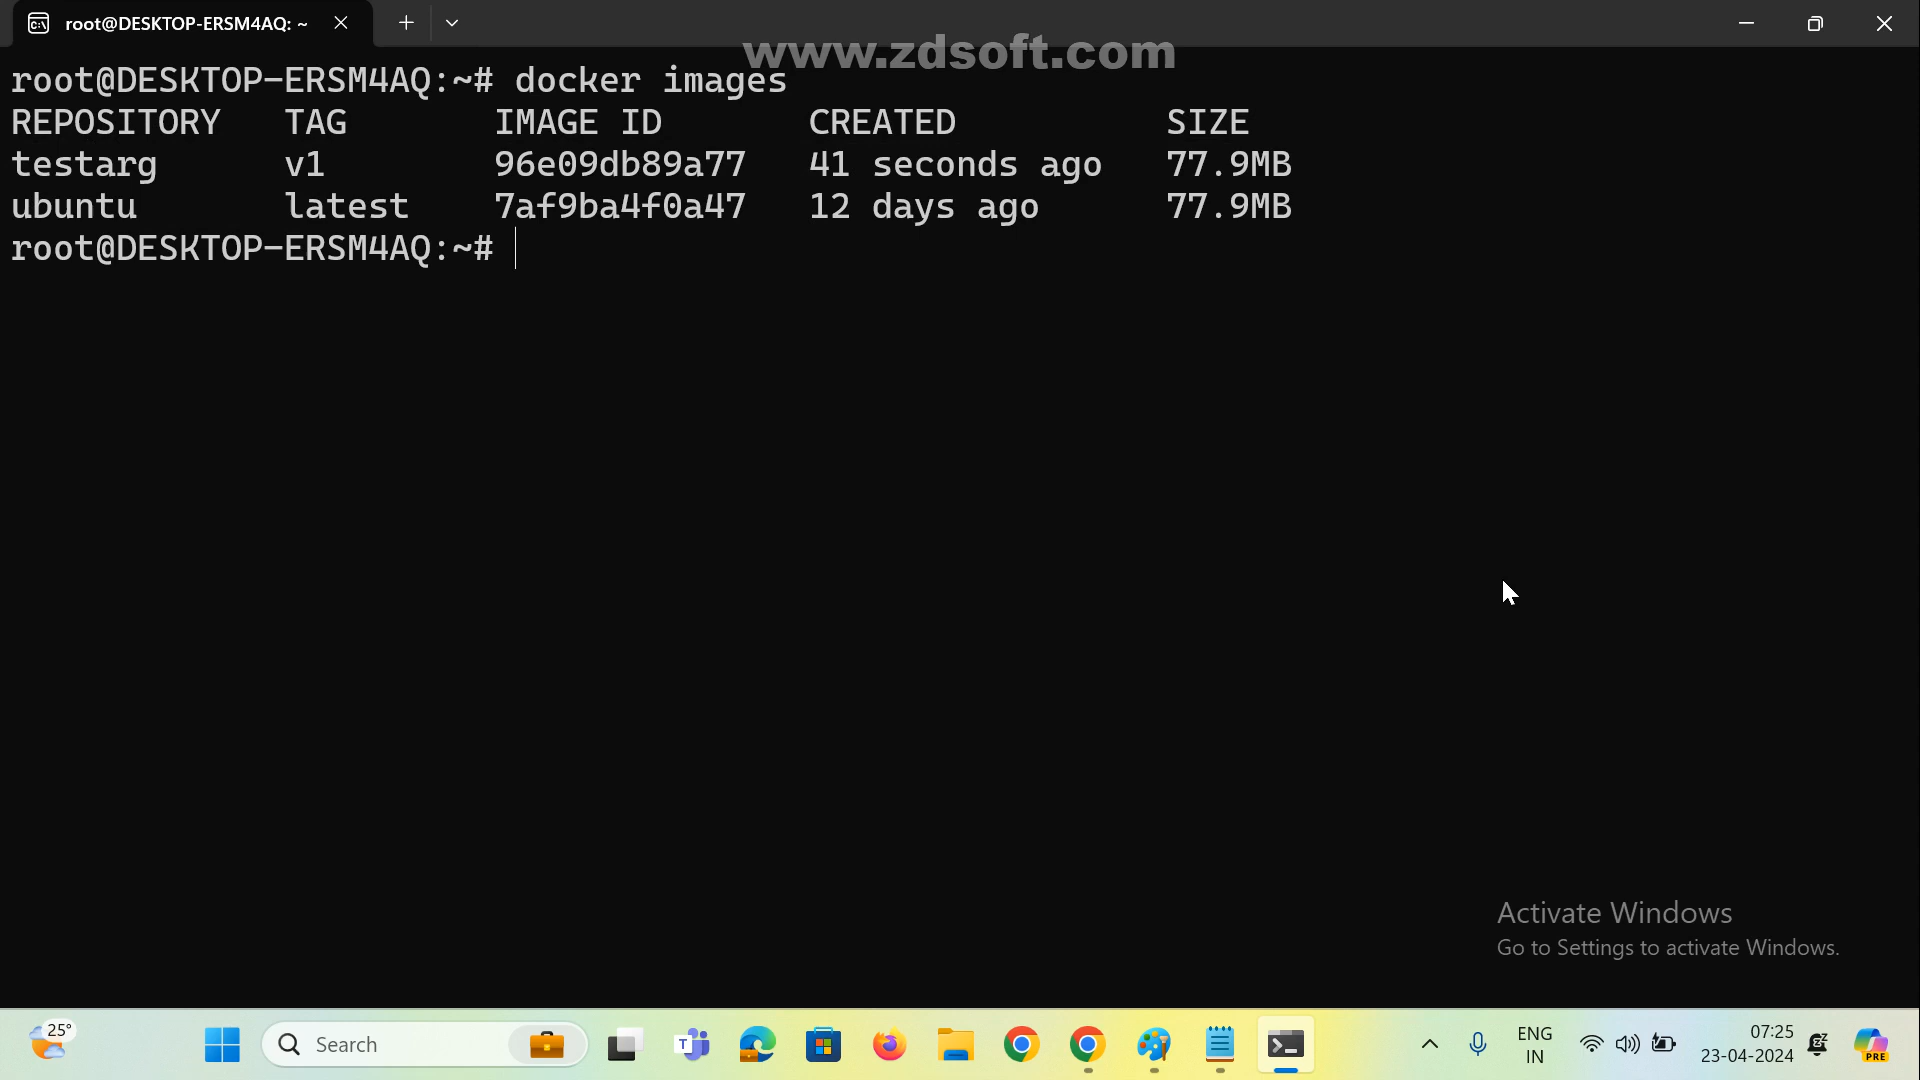 root@DESKTOP-ERSM4AQ: ~
www.zdsoft.com
root@DESKTOP-ERSM4AQ:~# docker images
REPOSITORY TAG IMAGE ID CREATED SIZE
testarg v1 96e09db89a77 41 seconds ago 77.9MB
ubuntu latest 7af9ba4f0a47 12 days ago 77.9MB
root@DESKTOP-ERSM4AQ:~#
Activate Windows
Go to Settings to activate Windows.
25°
Search
ENG
IN
07:25
23-04-2024
PRE